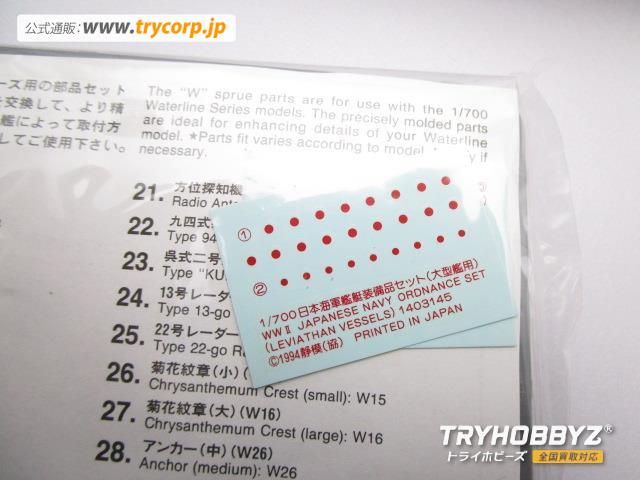 公式通販: www.trycorp.jp
ーズ用の部品セット
を交換して、より精
艦によって取付方
してご使用下さい。
The "W" sprue parts are for use with the 1/700
Waterline Series models. The precisely molded parts
are ideal for enhancing details of your Waterline
model. ★Parts fit varies according to model. if
necessary.
21. 方位探知機
Radio Ante
22. 九四式
Type 94
23. 呉式二号
Type "KU
24. 13号レーダー
Type 13-go
25. 22号レーダー
Type 22-go R
26. 菊花紋章(小)
Chrysanthemum Crest (small): W15
27. 菊花紋章(大)(W16)
Chrysanthemum Crest (large): W16
28. アンカー(中)(W26)
Anchor (medium): W26
①
②
1/700日本海軍艦艇装備品セット(大型艦用)
WWⅡ JAPANESE NAVY ORDNANCE SET
(LEVIATHAN VESSELS) 1403145
©1994静模(協) PRINTED IN JAPAN
TRYHOBBYZ®
トライホビーズ 全国買取対応